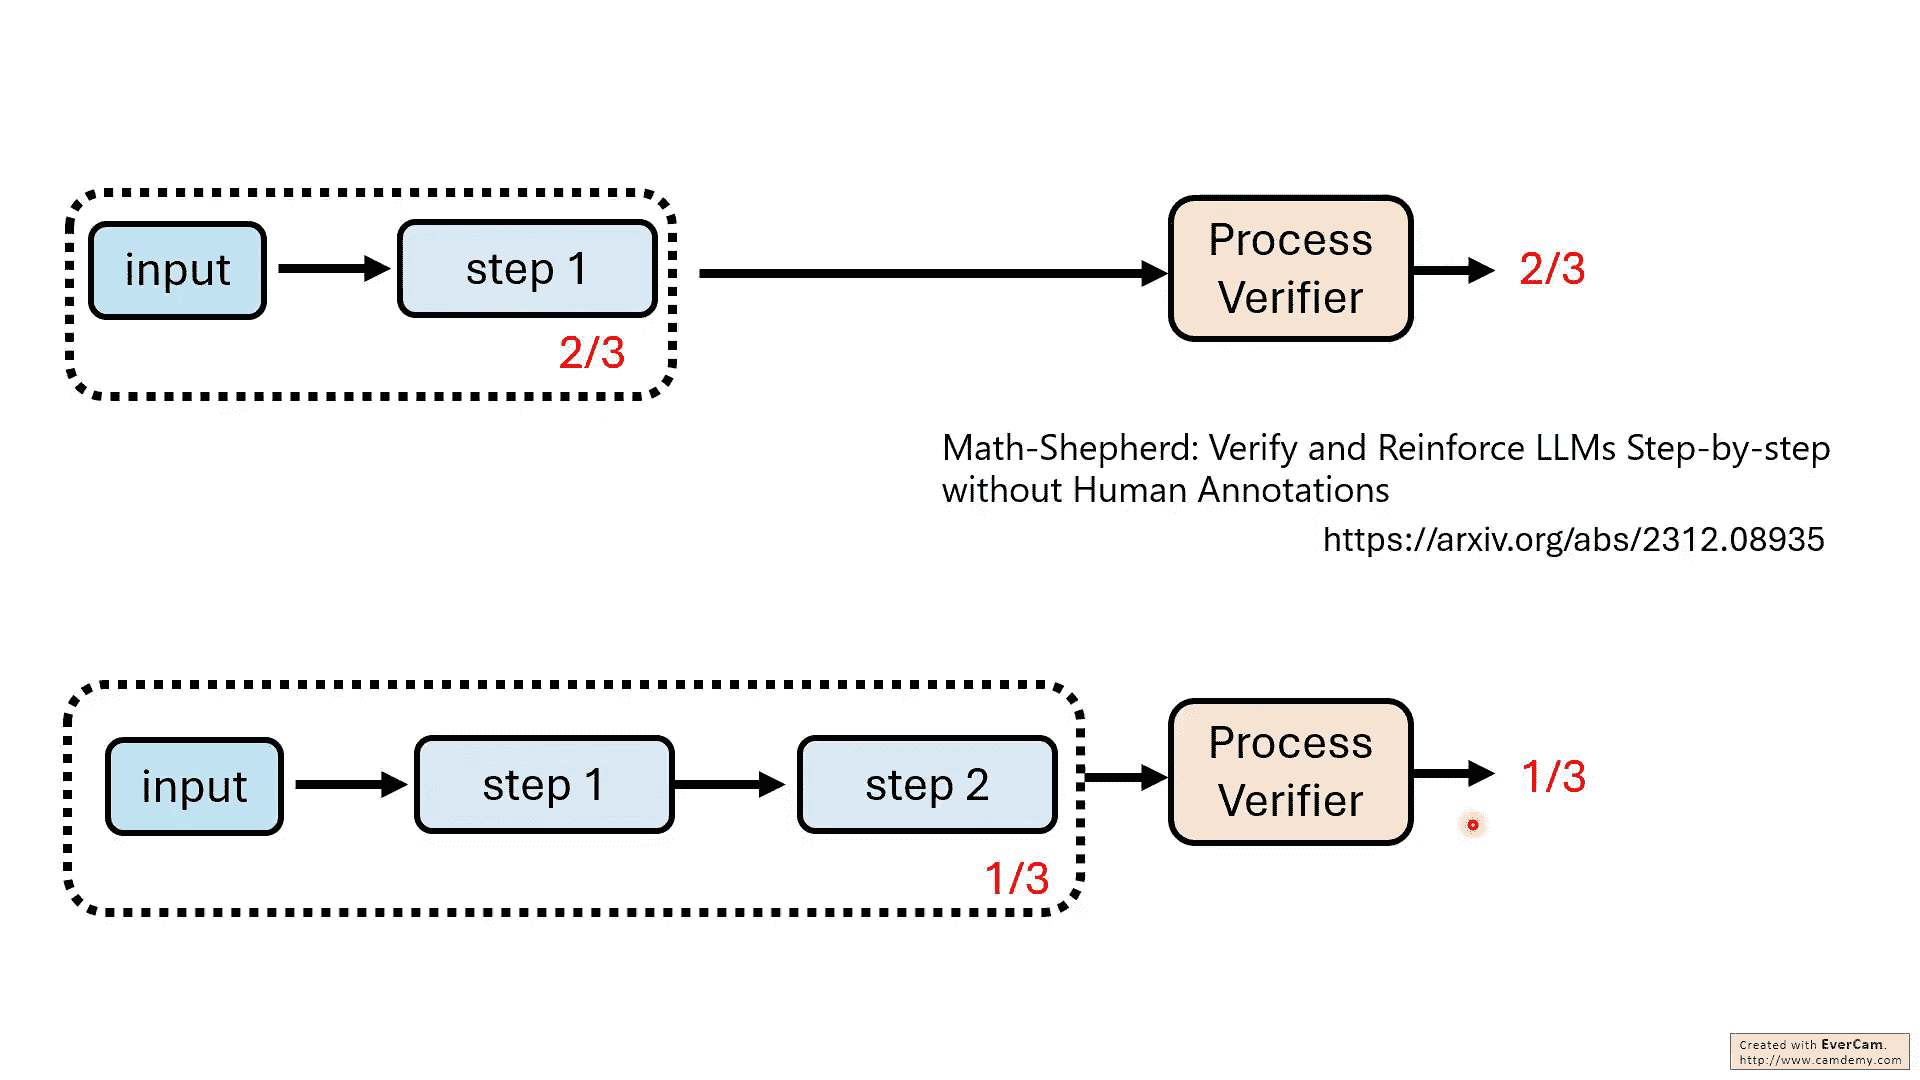 input
step 1
2/3
Process
Verifier
2/3
Math-Shepherd: Verify and Reinforce LLMs Step-by-step
without Human Annotations
https://arxiv.org/abs/2312.08935
input
step 1
step 2
1/3
Process
Verifier
1/3
Created with EverCam.
http://www.camdemy.com